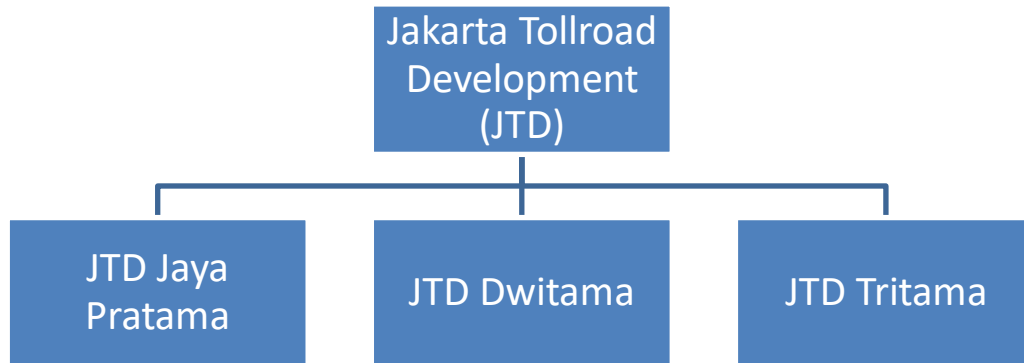 Jakarta Tollroad
Development
(JTD)
JTD Jaya
Pratama
JTD Dwitama
JTD Tritama